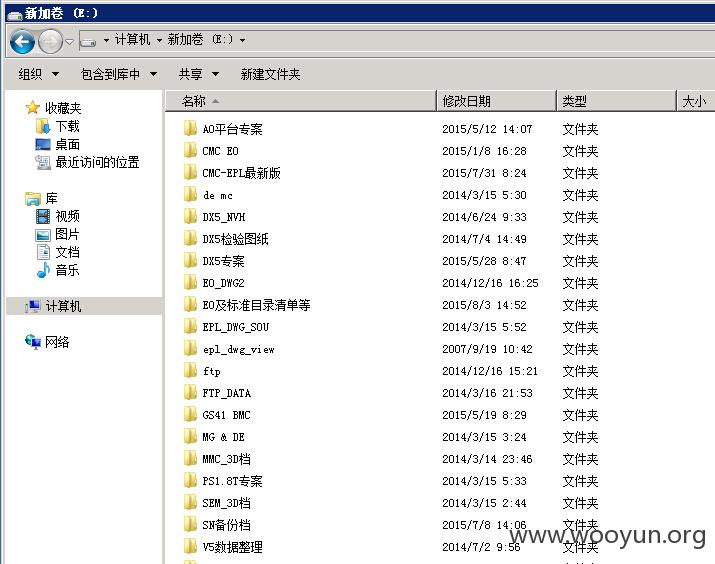 新加卷 (E:)
计算机 新加卷 (E:)
组织 包含到库中 共享 新建文件夹
收藏夹
下载
桌面
最近访问的位置
库
视频
图片
文档
音乐
计算机
网络
名称 修改日期 类型 大小
AO平台专案 2015/5/12 14:07 文件夹
CMC EO 2015/1/8 16:28 文件夹
CMC-EPL最新版 2015/7/31 8:24 文件夹
de mc 2014/3/15 5:30 文件夹
DX5_NVH 2014/6/24 9:33 文件夹
DX5检验图纸 2014/7/4 14:49 文件夹
DX5专案 2015/5/28 8:47 文件夹
EO_DWG2 2014/12/16 16:25 文件夹
EO及标准目录清单等 2015/8/3 14:52 文件夹
EPL_DWG_SOU 2014/3/15 5:52 文件夹
epl_dwg_view 2007/9/19 10:42 文件夹
ftp 2014/12/16 15:21 文件夹
FTP_DATA 2014/3/16 21:53 文件夹
GS41 BMC 2015/5/19 8:29 文件夹
MG & DE 2014/3/15 3:24 文件夹
MMC_3D档 2014/3/14 23:46 文件夹
PS1.8T专案 2014/3/15 5:33 文件夹
SEM_3D档 2014/3/15 2:44 文件夹
SN备份档 2015/7/8 14:06 文件夹
V5数据整理 2014/7/2 9:56 文件夹
www.wooyun.org